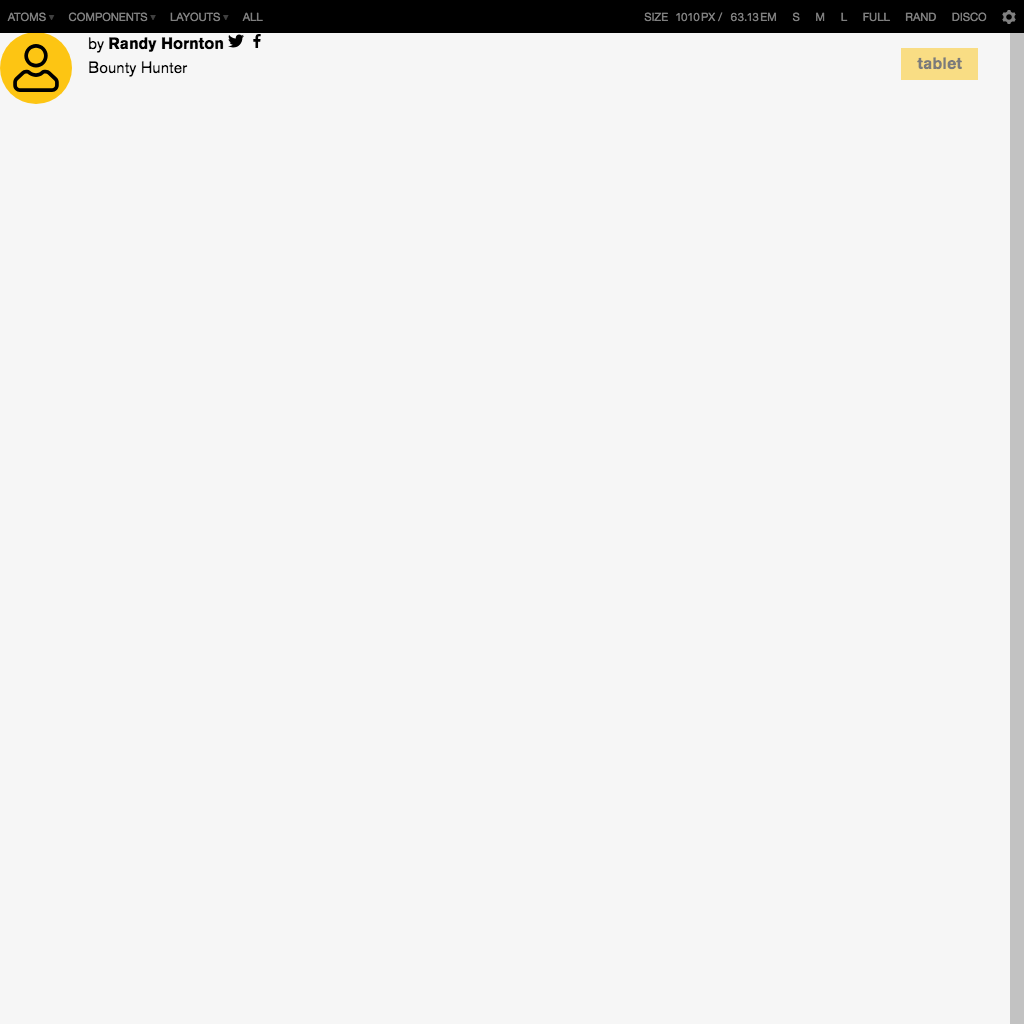 ATOMS▼ COMPONENTS▼ LAYOUTS▼ ALL SIZE 1010PX / 63.13EM S M L FULL RAND DISCO
by Randy Hornton
Bounty Hunter
tablet